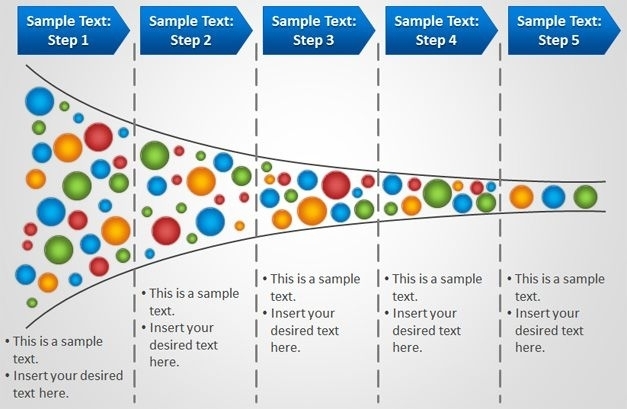 Sample Text:
Step 1
Sample Text:
Step 2
Sample Text:
Step 3
Sample Text:
Step 4
Sample Text:
Step 5
• This is a sample
text.
• Insert your desired
text here.
• This is a sample
text.
• Insert your
desired text
here.
• This is a sample
text.
• Insert your
desired text
here.
• This is a sample
text.
• Insert your
desired text
here.
• This is a sample
text.
• Insert your
desired text
here.